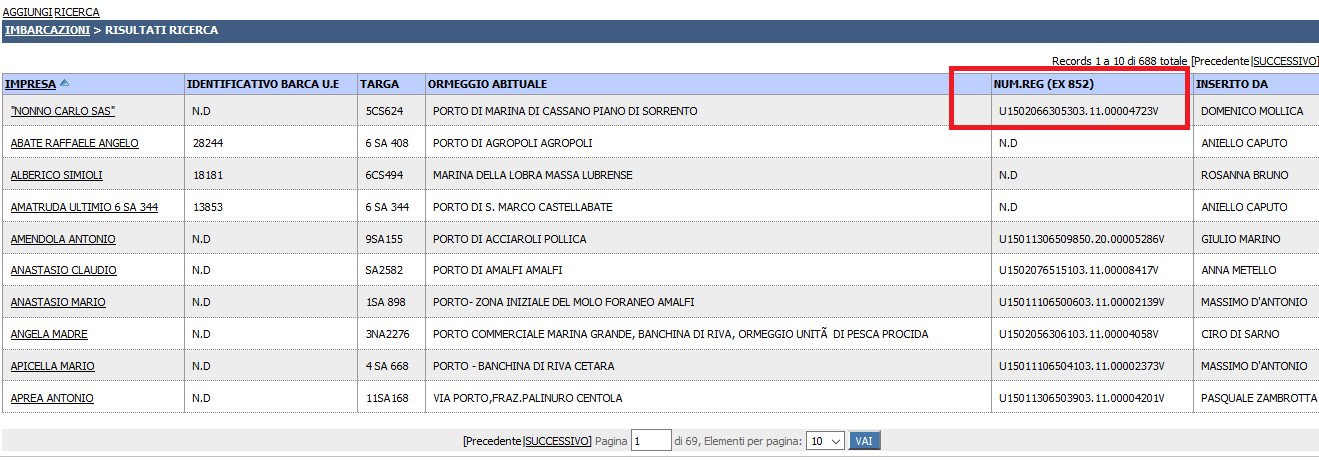 AGGIUNGI RICERCA
IMBARCAZIONI > RISULTATI RICERCA
Records 1 a 10 di 688 totale [Precedente|SUCCESSIVO]
IMPRESA IDENTIFICATIVO BARCA U.E TARGA ORMEGGIO ABITUALE NUM.REG (EX 852) INSERITO DA
"NONNO CARLO SAS" N.D 5CS624 PORTO DI MARINA DI CASSANO PIANO DI SORRENTO U1502066305303.11.00004723V DOMENICO MOLLICA
ABATE RAFFAELE ANGELO 28244 6 SA 408 PORTO DI AGROPOLI AGROPOLI N.D ANIELLO CAPUTO
ALBERICO SIMIOLI 18181 6CS494 MARINA DELLA LOBRA MASSA LUBRENSE N.D ROSANNA BRUNO
AMATRUDA ULTIMIO 6 SA 344 13853 6 SA 344 PORTO DI S. MARCO CASTELLABATE N.D ANIELLO CAPUTO
AMENDOLA ANTONIO N.D 9SA155 PORTO DI ACCIAROLI POLLICA U15011306509850.20.00005286V GIULIO MARINO
ANASTASIO CLAUDIO N.D SA2582 PORTO DI AMALFI AMALFI U1502076515103.11.00008417V ANNA METELLO
ANASTASIO MARIO N.D 1SA 898 PORTO- ZONA INIZIALE DEL MOLO FORANEO AMALFI U15011106500603.11.00002139V MASSIMO D'ANTONIO
ANGELA MADRE N.D 3NA2276 PORTO COMMERCIALE MARINA GRANDE, BANCHINA DI RIVA, ORMEGGIO UNITÃ DI PESCA PROCIDA U1502056306103.11.00004058V CIRO DI SARNO
APICELLA MARIO N.D 4 SA 668 PORTO - BANCHINA DI RIVA CETARA U15011106504103.11.00002373V MASSIMO D'ANTONIO
APREA ANTONIO N.D 11SA168 VIA PORTO,FRAZ.PALINURO CENTOLA U15011306503903.11.00004201V PASQUALE ZAMBROTTA
[Precedente|SUCCESSIVO] Pagina 1 di 69, Elementi per pagina: 10 VAI